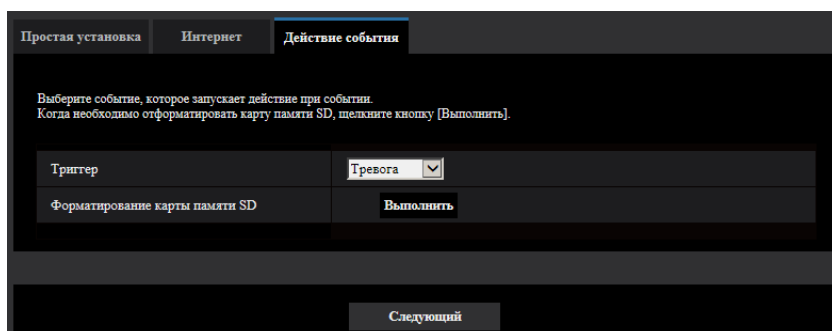 Простая установка Интернет Действие события
Выберите событие, которое запускает действие при событии.
Когда необходимо отформатировать карту памяти SD, щелкните кнопку [Выполнить].
Триггер Тревога
Форматирование карты памяти SD Выполнить
Следующий